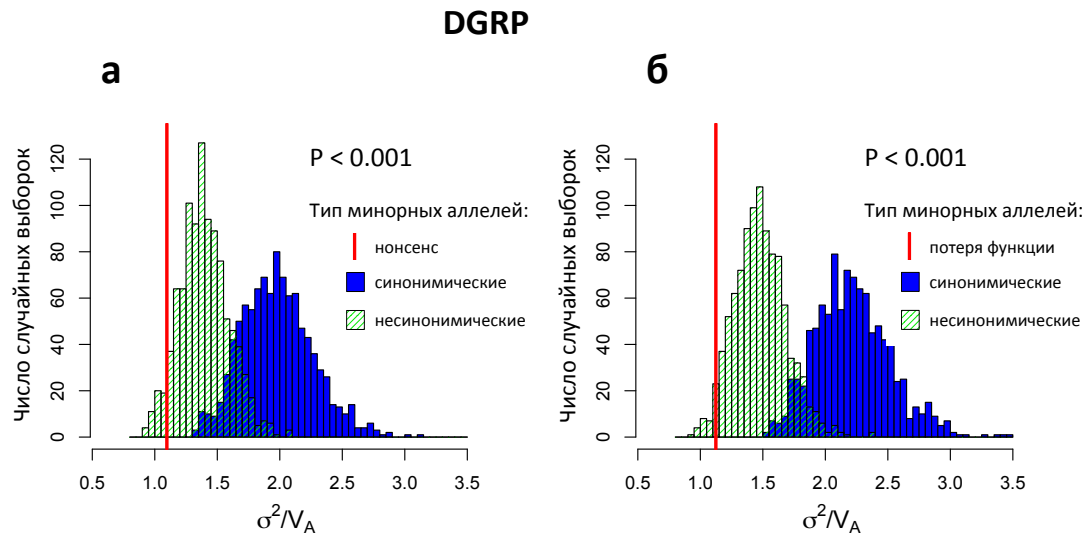 DGRP
а
Число случайных выборок
120
100
80
60
40
20
0
P < 0.001
Тип минорных аллелей:
нонсенс
синонимические
несинонимические
0.5 1.0 1.5 2.0 2.5 3.0 3.5
σ²/V_A
б
Число случайных выборок
120
100
80
60
40
20
0
P < 0.001
Тип минорных аллелей:
потеря функции
синонимические
несинонимические
0.5 1.0 1.5 2.0 2.5 3.0 3.5
σ²/V_A